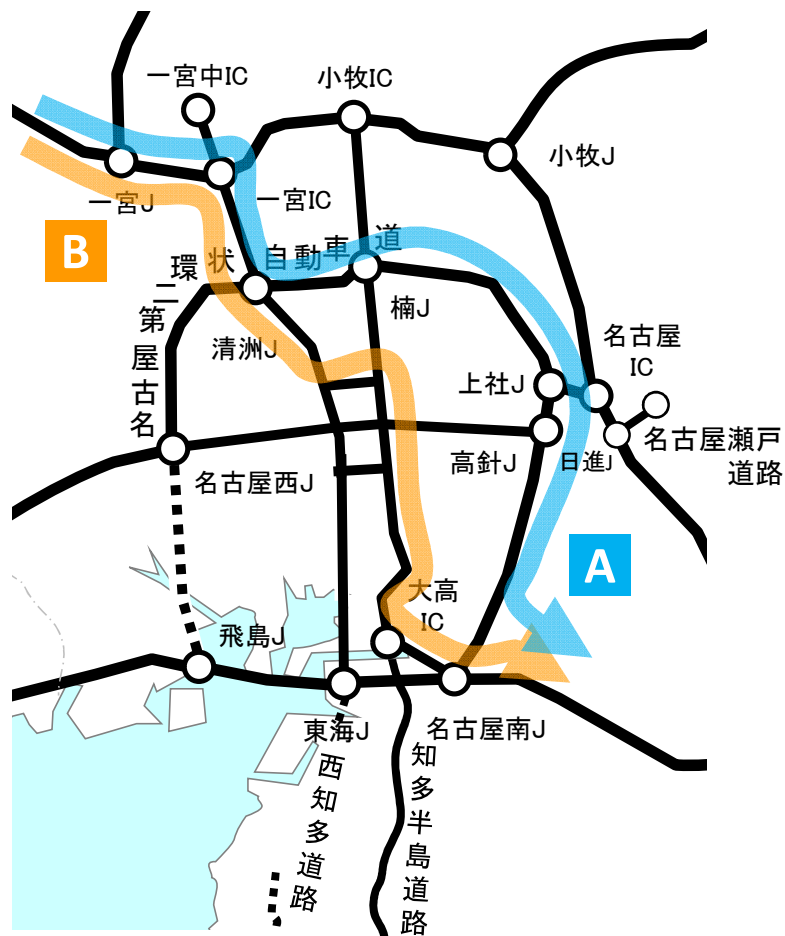 一宮中IC
小牧IC
小牧J
一宮J
一宮IC
B
名古屋第二環状自動車道
楠J
清洲J
名古屋
IC
上社J
名古屋瀬戸
道路
高針J
日進J
名古屋西J
A
大高
IC
飛島J
東海J
名古屋南J
西知多道路
知多半島道路